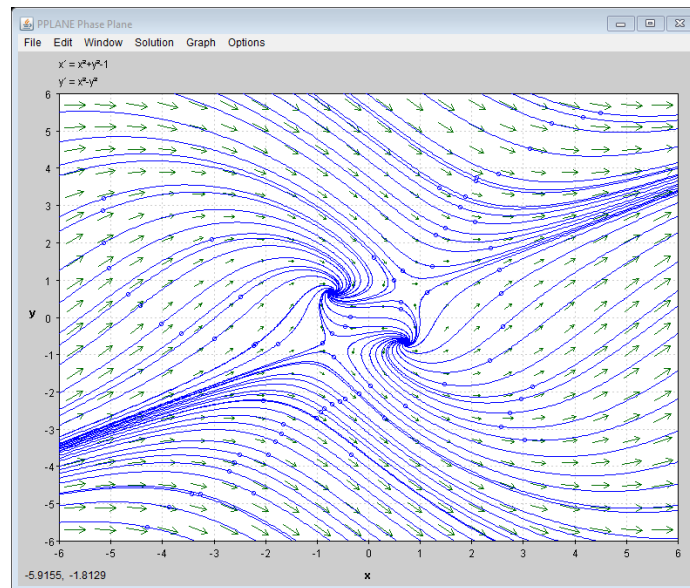 PPLANE Phase Plane
File Edit Window Solution Graph Options
x´ = x²+y²-1
y´ = x²-y²
6
5
4
3
2
1
0
-1
-2
-3
-4
-5
-6
y
-6 -5 -4 -3 -2 -1 0 1 2 3 4 5 6
-5.9155, -1.8129 x